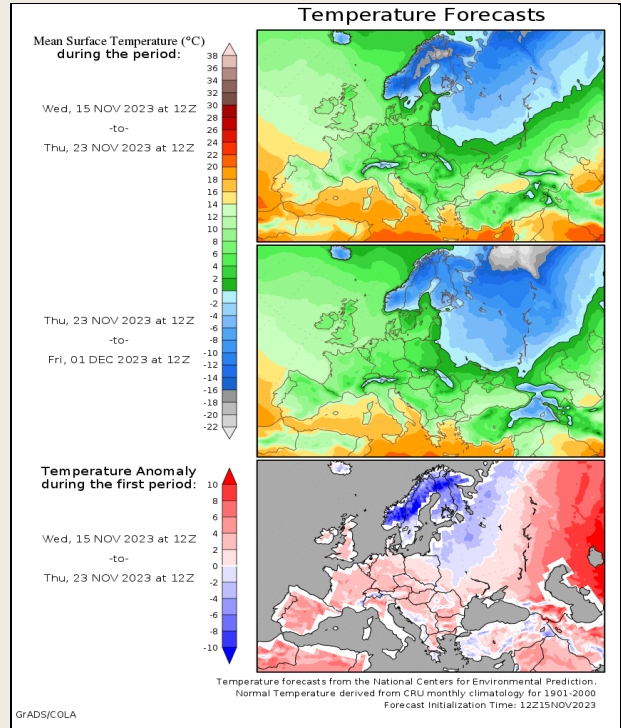 Temperature Forecasts
Mean Surface Temperature (°C)
during the period:
Wed, 15 NOV 2023 at 12Z
-to-
Thu, 23 NOV 2023 at 12Z
38
36
34
32
30
28
26
24
22
20
18
16
14
12
10
8
6
4
2
0
-2
-4
-6
-8
-10
-12
-14
-16
-18
-20
-22
Thu, 23 NOV 2023 at 12Z
-to-
Fri, 01 DEC 2023 at 12Z
Temperature Anomaly
during the first period:
Wed, 15 NOV 2023 at 12Z
-to-
Thu, 23 NOV 2023 at 12Z
10
8
6
4
2
0
-2
-4
-6
-8
-10
Temperature forecasts from the National Centers for Environmental Prediction.
Normal Temperature derived from CRU monthly climatology for 1901-2000
Forecast Initialization Time: 12Z15NOV2023
GrADS/COLA